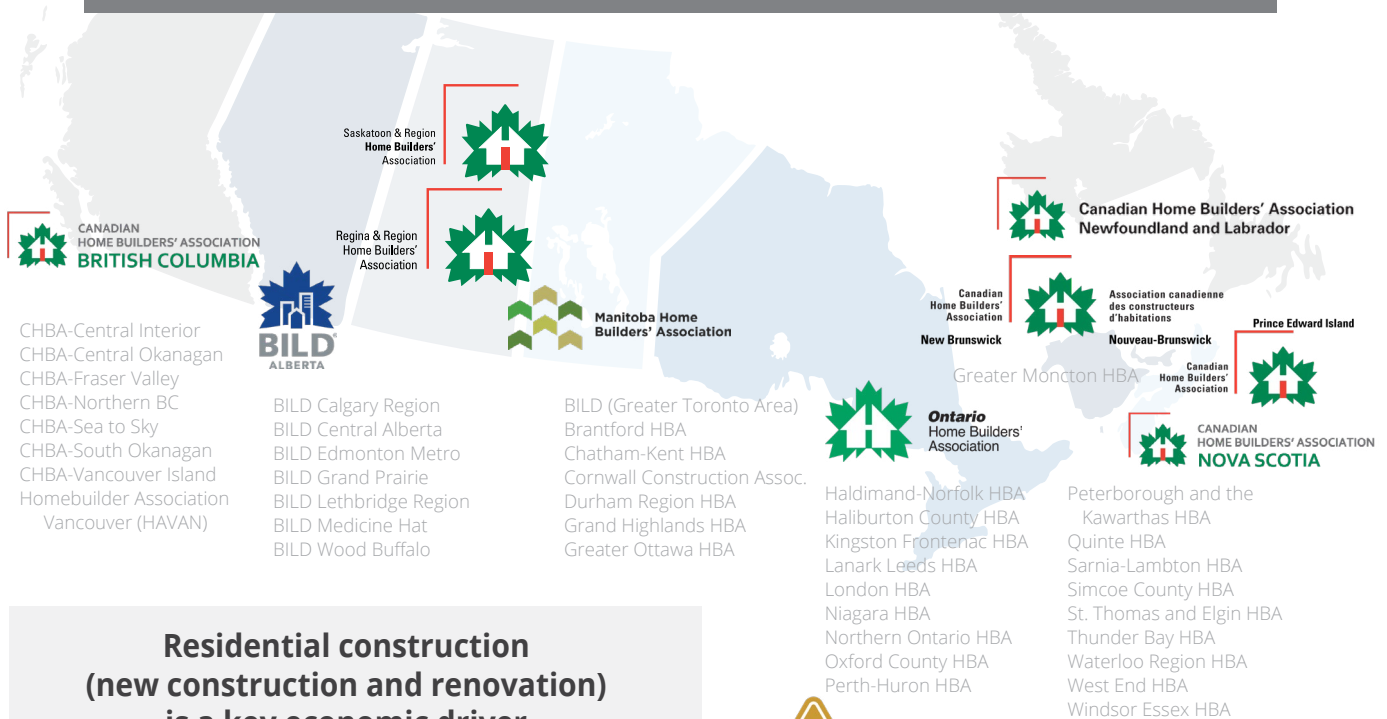 Saskatoon & Region
Home Builders'
Association
Regina & Region
Home Builders'
Association
CANADIAN
HOME BUILDERS' ASSOCIATION
BRITISH COLUMBIA
CHBA-Central Interior
CHBA-Central Okanagan
CHBA-Fraser Valley
CHBA-Northern BC
CHBA-Sea to Sky
CHBA-South Okanagan
CHBA-Vancouver Island
Homebuilder Association
Vancouver (HAVAN)
BILD
ALBERTA
BILD Calgary Region
BILD Central Alberta
BILD Edmonton Metro
BILD Grand Prairie
BILD Lethbridge Region
BILD Medicine Hat
BILD Wood Buffalo
Manitoba Home
Builders' Association
BILD (Greater Toronto Area)
Brantford HBA
Chatham-Kent HBA
Cornwall Construction Assoc.
Durham Region HBA
Grand Highlands HBA
Greater Ottawa HBA
Ontario
Home Builders'
Association
Haldimand-Norfolk HBA
Haliburton County HBA
Kingston Frontenac HBA
Lanark Leeds HBA
London HBA
Niagara HBA
Northern Ontario HBA
Oxford County HBA
Perth-Huron HBA
Peterborough and the
Kawarthas HBA
Quinte HBA
Sarnia-Lambton HBA
Simcoe County HBA
St. Thomas and Elgin HBA
Thunder Bay HBA
Waterloo Region HBA
West End HBA
Windsor Essex HBA
Canadian Home Builders' Association
Newfoundland and Labrador
Canadian
Home Builders'
Association
New Brunswick
Association canadienne
des constructeurs
d'habitations
Nouveau-Brunswick
Greater Moncton HBA
Prince Edward Island
Canadian
Home Builders'
Association
CANADIAN
HOME BUILDERS' ASSOCIATION
NOVA SCOTIA
Residential construction
(new construction and renovation)
is a key economic driver